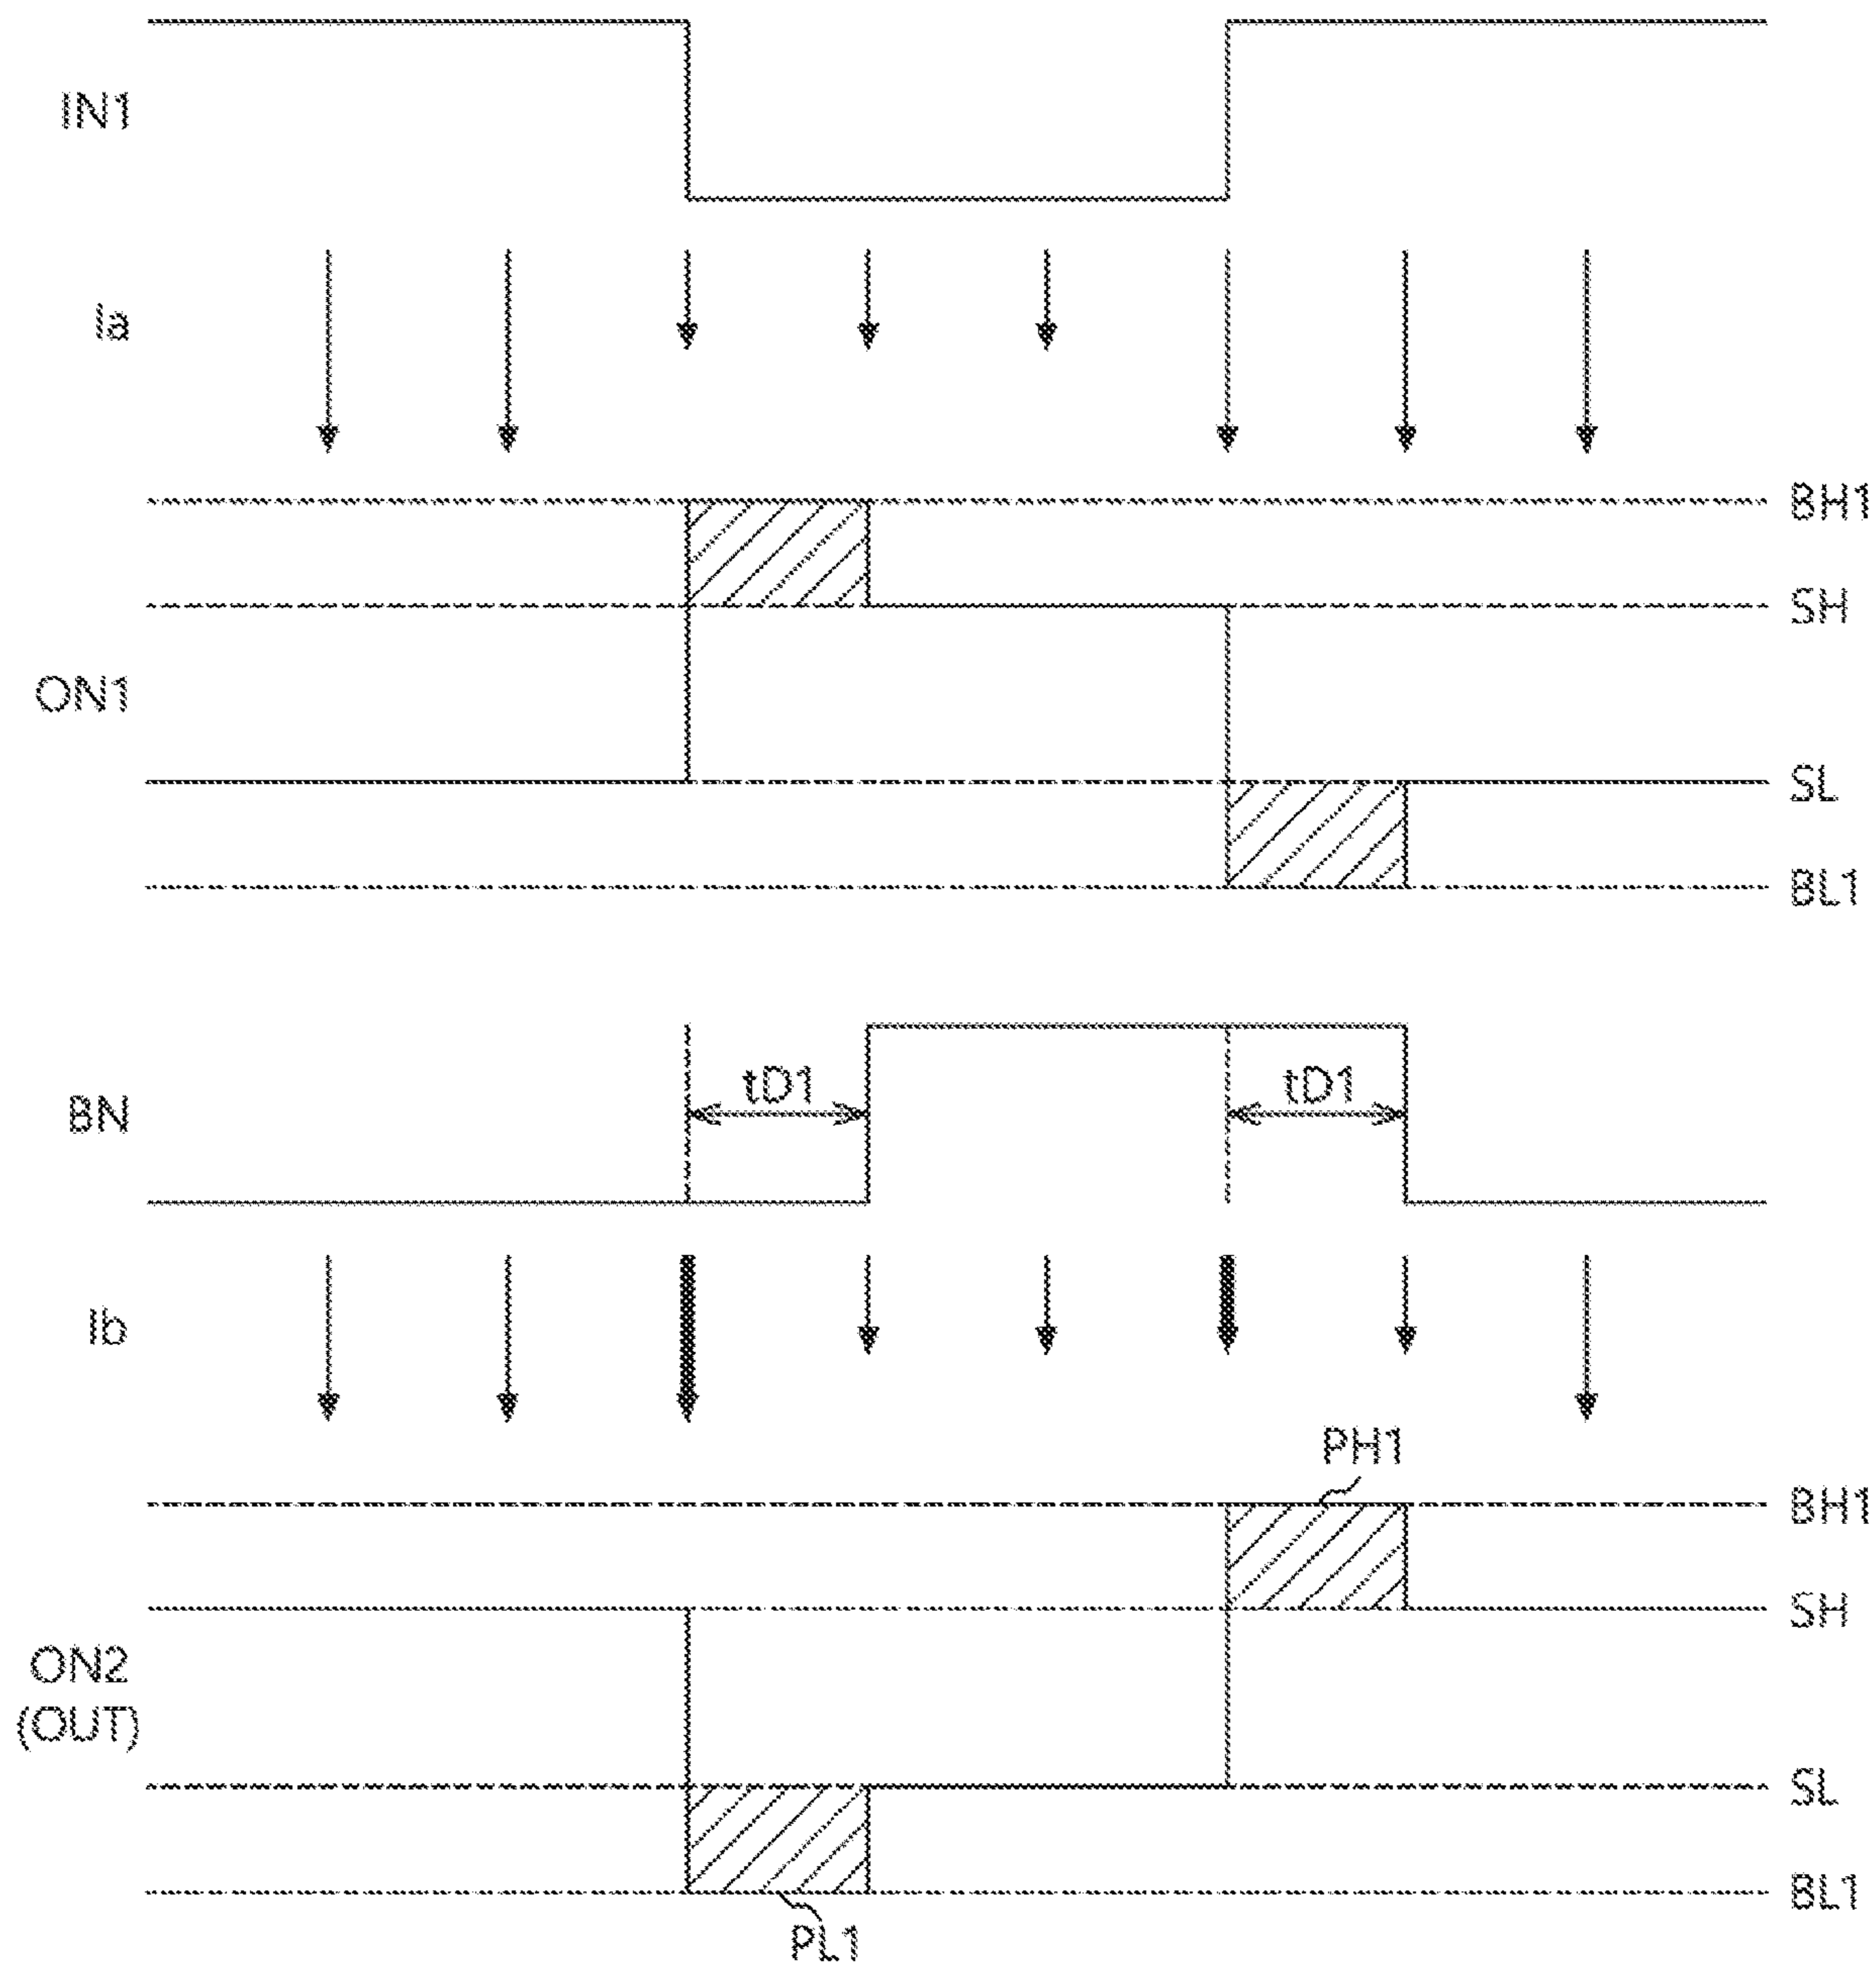 IN1
Ia
BH1
SH
ON1
SL
BL1
tD1 tD1
BN
Ib
PH1
BH1
SH
ON2
(OUT)
SL
BL1
PL1